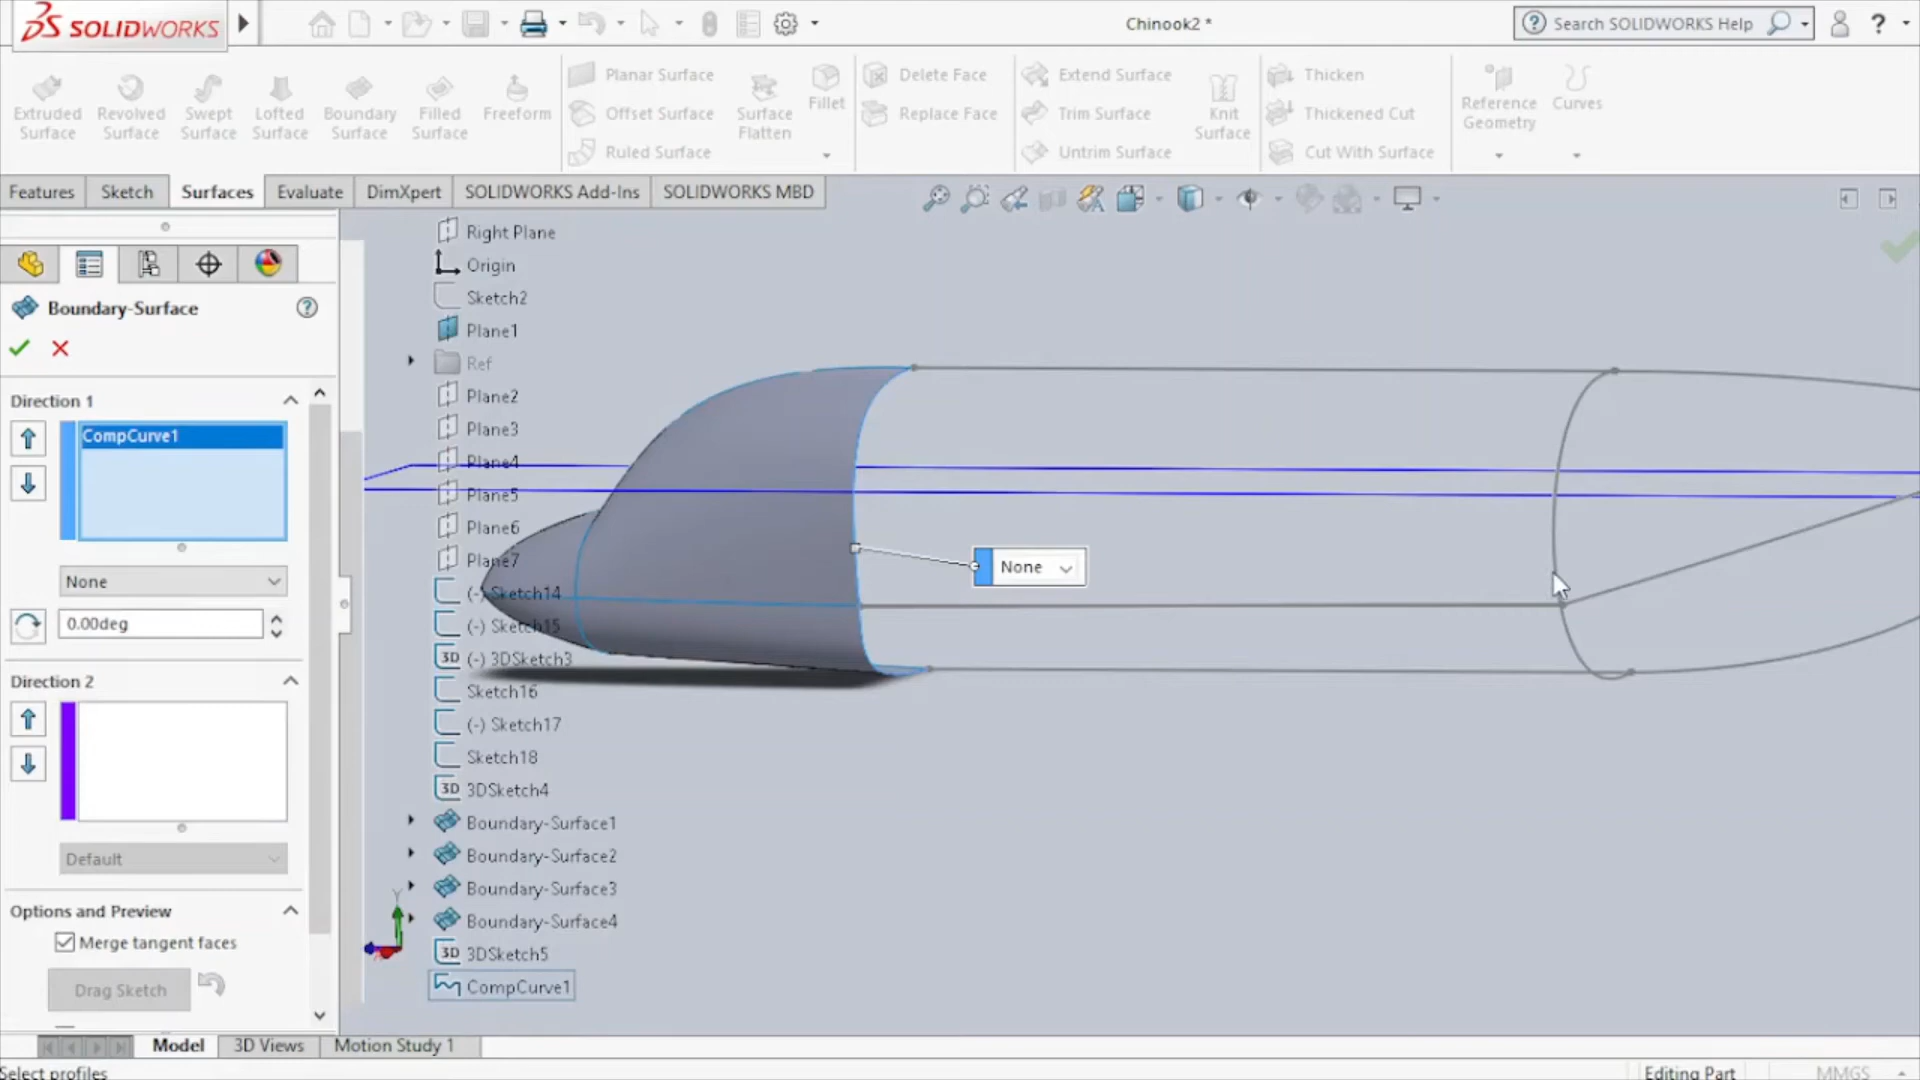 SOLIDWORKS
Chinook2 *
Search SOLIDWORKS Help
?
Extruded Surface
Revolved Surface
Swept Surface
Lofted Surface
Boundary Surface
Filled Surface
Freeform
Planar Surface
Offset Surface
Ruled Surface
Surface Flatten
Fillet
Delete Face
Replace Face
Extend Surface
Trim Surface
Untrim Surface
Knit Surface
Thicken
Thickened Cut
Cut With Surface
Reference Geometry
Curves
Features
Sketch
Surfaces
Evaluate
DimXpert
SOLIDWORKS Add-Ins
SOLIDWORKS MBD
Boundary-Surface
?
Direction 1
CompCurve1
None
0.00deg
Direction 2
Default
Options and Preview
Merge tangent faces
Drag Sketch
Right Plane
Origin
Sketch2
Plane1
Ref
Plane2
Plane3
Plane4
Plane5
Plane6
Plane7
(-) Sketch14
(-) Sketch15
3D (-) 3DSketch3
Sketch16
(-) Sketch17
Sketch18
3D 3DSketch4
Boundary-Surface1
Boundary-Surface2
Boundary-Surface3
Boundary-Surface4
3D 3DSketch5
CompCurve1
None
Y
Model
3D Views
Motion Study 1
Select profiles
Editing Part
MMGS